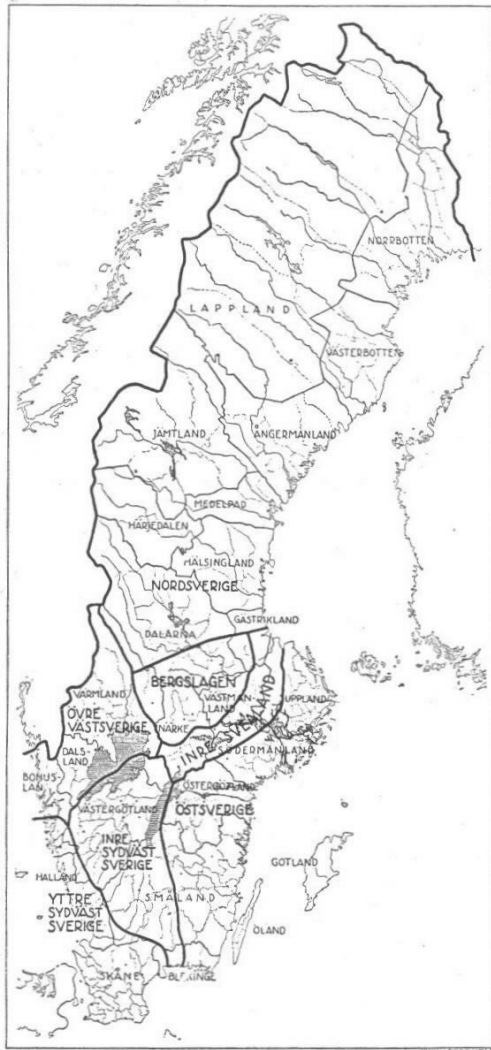 NORRBOTTEN
LAPPLAND
VÄSTERBOTTEN
JÄMTLAND
ÅNGERMANLAND
MEDELPAD
HÄRJEDALEN
HÄLSINGLAND
NORDSVERIGE
GÄSTRIKLAND
DALARNA
BERGSLAGEN
VÄRMLAND
VÄSTMAN
LAND
UPPLAND
ÖVRE
VÄSTSVERIGE
NÄRKE
INRE SVEALAND
DALS-
LAND
SÖDERMANLAND
BOHUS
LÄN
ÖSTERGÖTLAND
VÄSTERGÖTLAND
ÖSTSVERIGE
INRE
SYDVÄST
SVERIGE
GOTLAND
HALLAND
SMÅLAND
YTTRE
SYDVÄST
SVERIGE
ÖLAND
SKÅNE
BLEKINGE